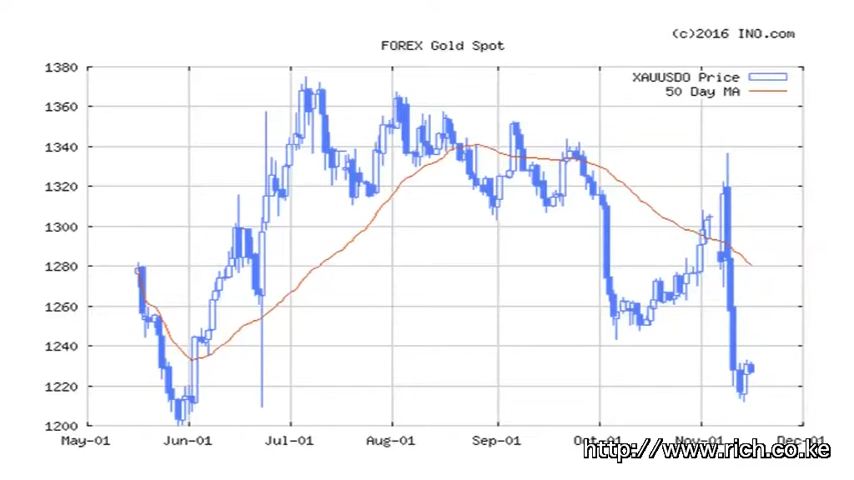 (c)2016 INO.com
FOREX Gold Spot
1380
XAUUSDO Price
50 Day MA
1360
1340
1320
1300
1280
1260
1240
1220
1200
May-01 Jun-01 Jul-01 Aug-01 Sep-01 Oct-01 Nov-01 Dec-01
http://www.rich.co.ke